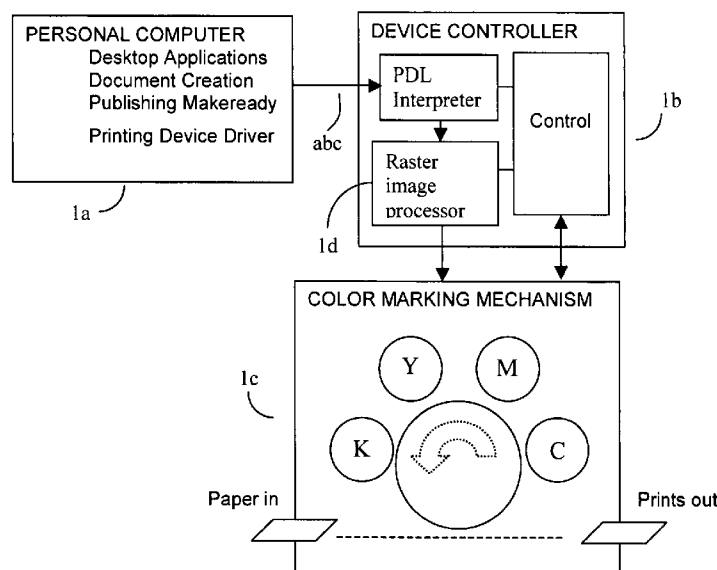 PERSONAL COMPUTER
Desktop Applications
Document Creation
Publishing Makeready
Printing Device Driver
1a
abc
DEVICE CONTROLLER
PDL
Interpreter
Control
1b
Raster
image
processor
1d
COLOR MARKING MECHANISM
1c
Y
M
K
C
Paper in
Prints out